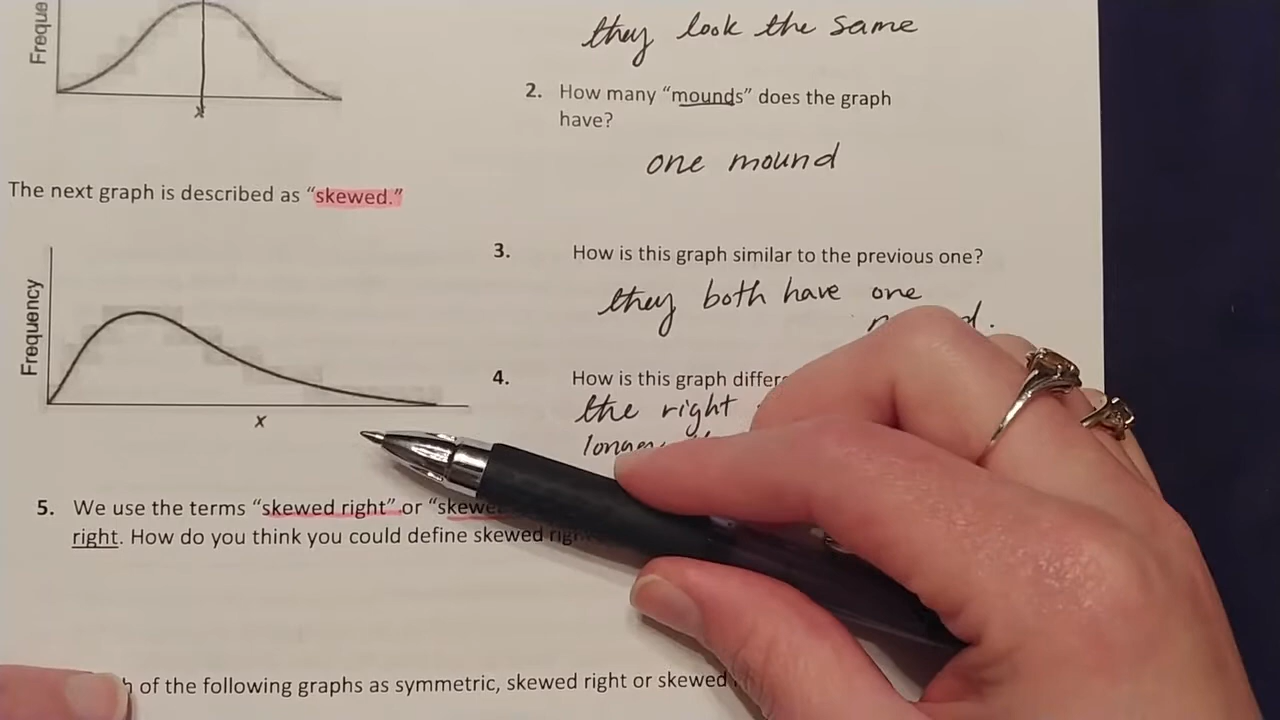 Freque
x
they look the same
2. How many “mounds” does the graph
have?
one mound
The next graph is described as “skewed.”
Frequency
x
3. How is this graph similar to the previous one?
they both have one
4. How is this graph differ
the right
longer
5. We use the terms “skewed right” or “skewe
right. How do you think you could define skewed righ
of the following graphs as symmetric, skewed right or skewed